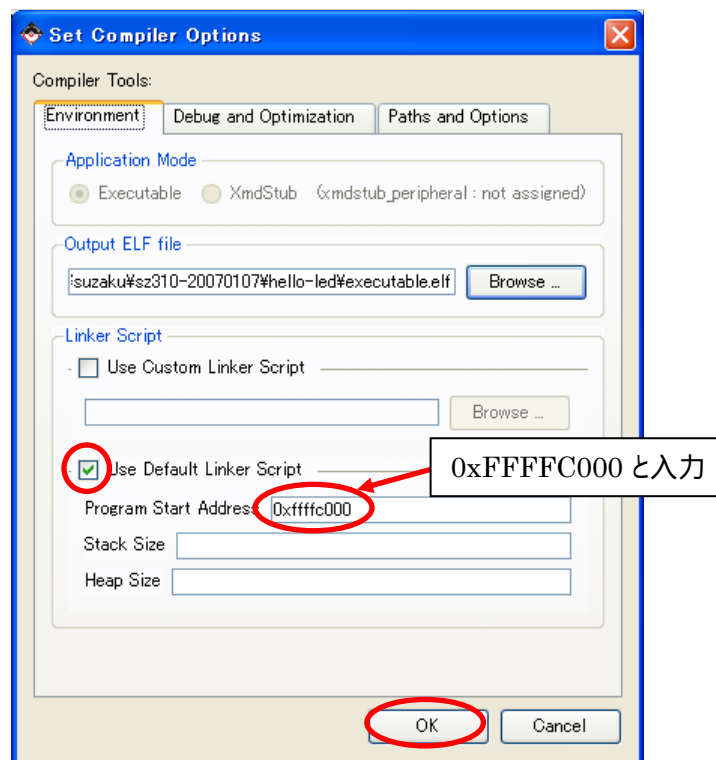 Set Compiler Options
Compiler Tools:
Environment Debug and Optimization Paths and Options
Application Mode
Executable XmdStub (xmdstub_peripheral : not assigned)
Output ELF file
suzaku¥sz310-20070107¥hello-led¥executable.elf Browse ...
Linker Script
Use Custom Linker Script
Browse ...
Use Default Linker Script
0xFFFFC000 と入力
Program Start Address 0xffffc000
Stack Size
Heap Size
OK Cancel